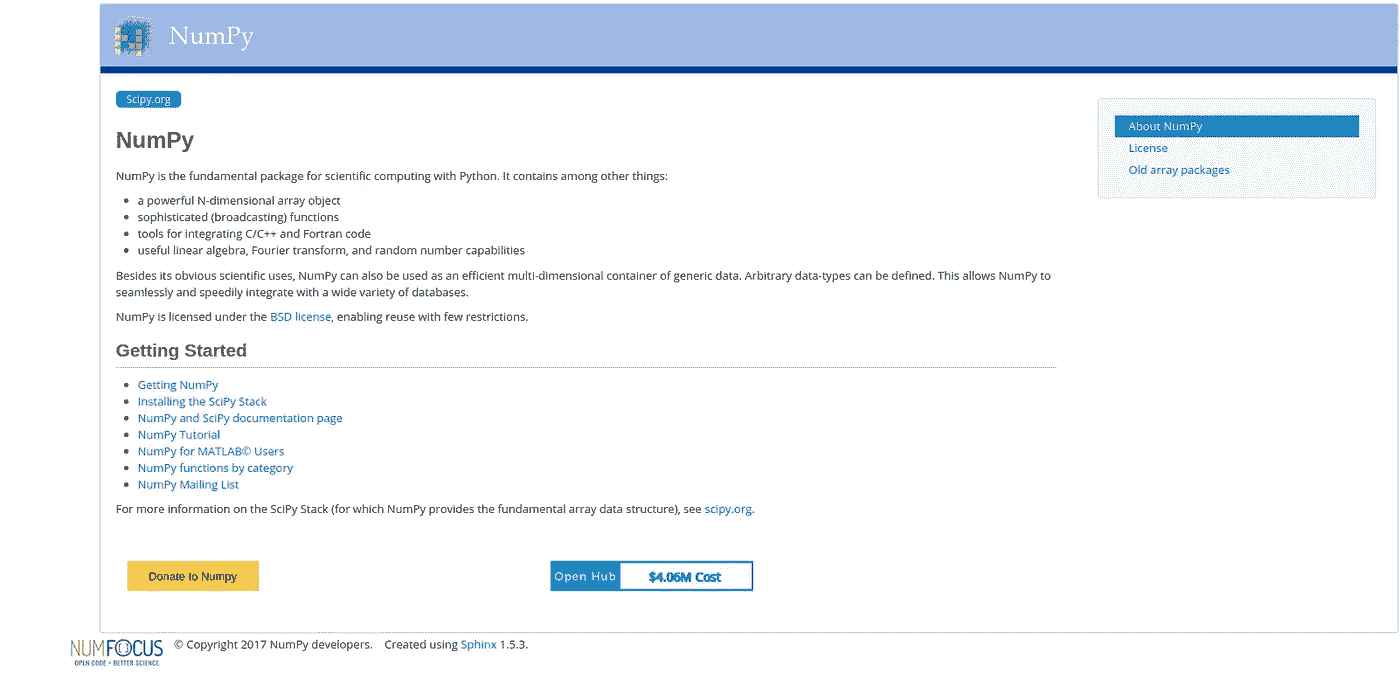 NumPy
Scipy.org
NumPy
NumPy is the fundamental package for scientific computing with Python. It contains among other things:
a powerful N-dimensional array object
sophisticated (broadcasting) functions
tools for integrating C/C++ and Fortran code
useful linear algebra, Fourier transform, and random number capabilities
Besides its obvious scientific uses, NumPy can also be used as an efficient multi-dimensional container of generic data. Arbitrary data-types can be defined. This allows NumPy to
seamlessly and speedily integrate with a wide variety of databases.
NumPy is licensed under the BSD license, enabling reuse with few restrictions.
Getting Started
Getting NumPy
Installing the SciPy Stack
NumPy and SciPy documentation page
NumPy Tutorial
NumPy for MATLAB© Users
NumPy functions by category
NumPy Mailing List
For more information on the SciPy Stack (for which NumPy provides the fundamental array data structure), see scipy.org.
Donate to Numpy
Open Hub $4.06M Cost
About NumPy
License
Old array packages
NUMFOCUS
OPEN CODE = BETTER SCIENCE
© Copyright 2017 NumPy developers. Created using Sphinx 1.5.3.